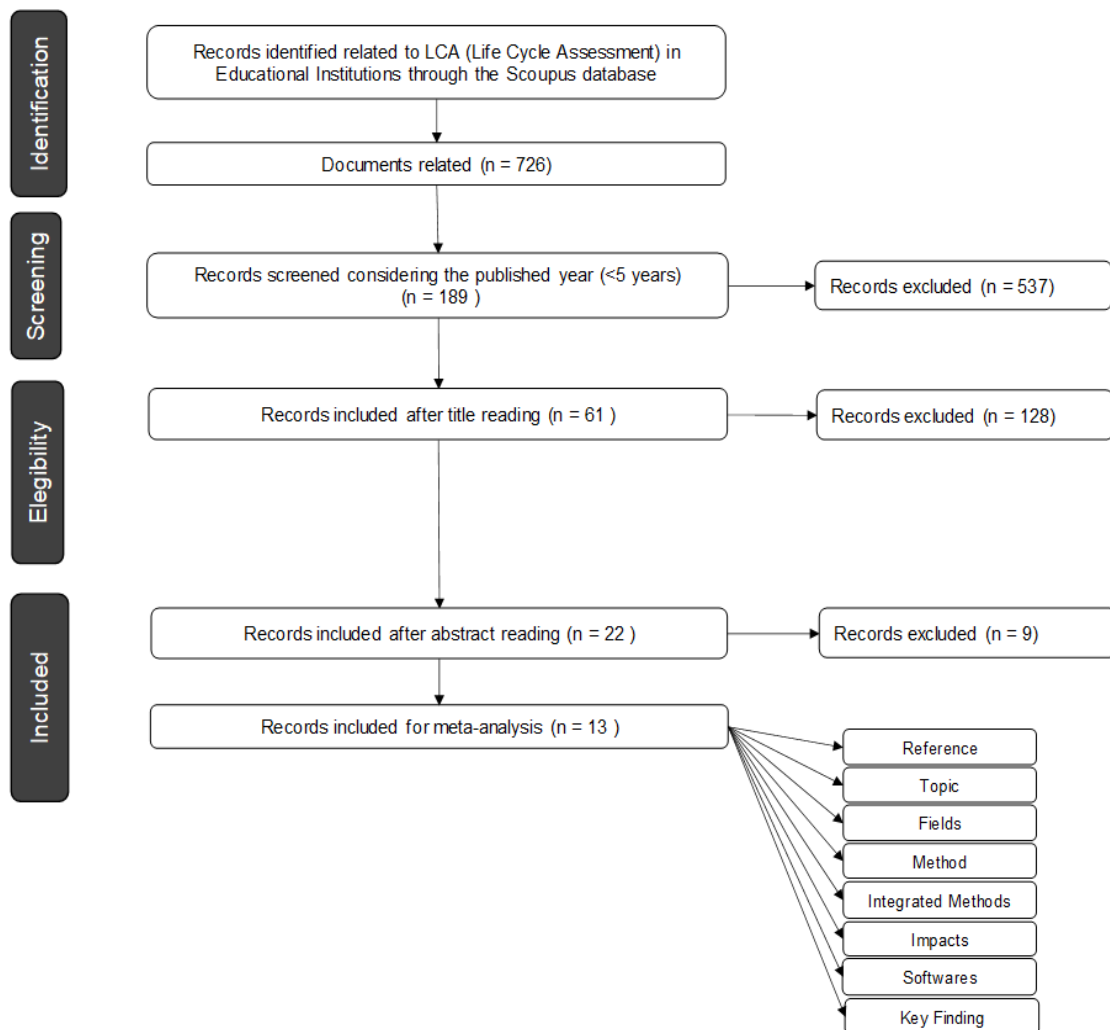 Identification
Records identified related to LCA (Life Cycle Assessment) in
Educational Institutions through the Scoupus database
Documents related (n = 726)
Screening
Records screened considering the published year (<5 years)
(n = 189 )
Records excluded (n = 537)
Elegibility
Records included after title reading (n = 61 )
Records excluded (n = 128)
Included
Records included after abstract reading (n = 22 )
Records excluded (n = 9)
Records included for meta-analysis (n = 13 )
Reference
Topic
Fields
Method
Integrated Methods
Impacts
Softwares
Key Finding